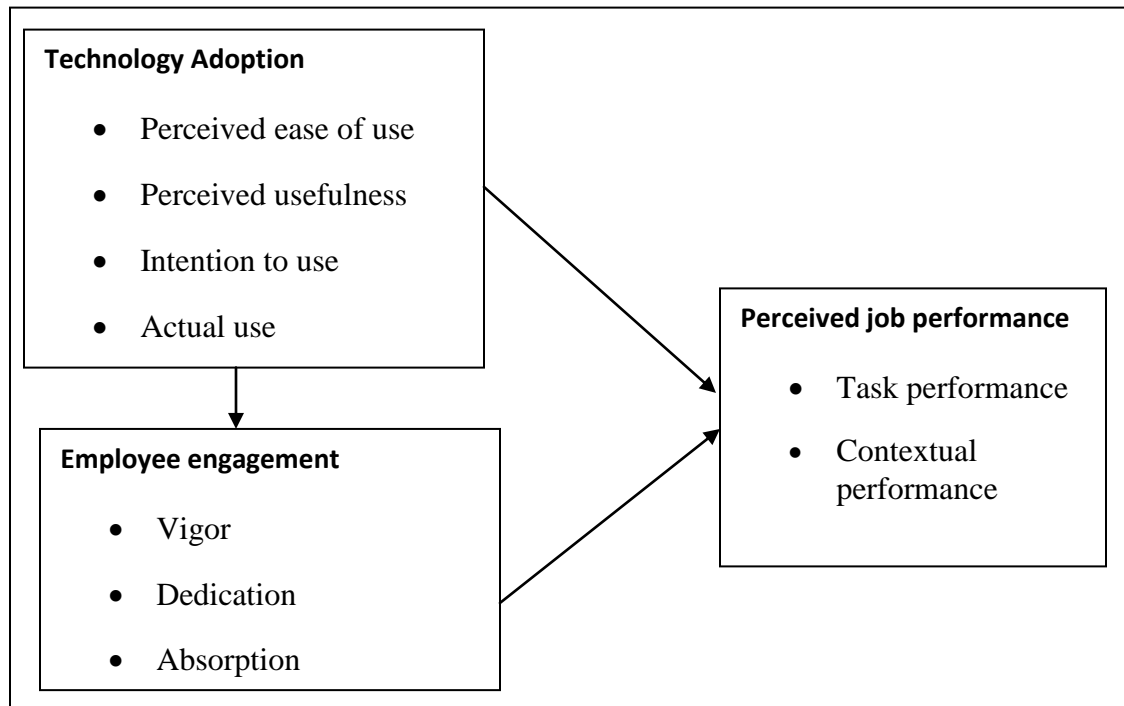 Technology Adoption
• Perceived ease of use
• Perceived usefulness
• Intention to use
• Actual use
Employee engagement
• Vigor
• Dedication
• Absorption
Perceived job performance
• Task performance
• Contextual
performance